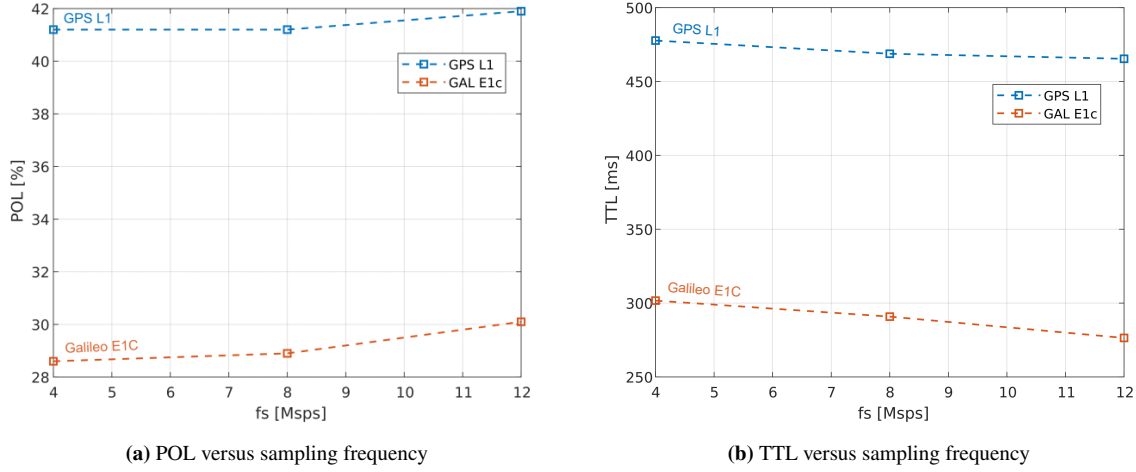 42
40
38
36
34
32
30
28
POL [%]
GPS L1
GPS L1
GAL E1c
Galileo E1C
4 5 6 7 8 9 10 11 12
fs [Msps]
(a) POL versus sampling frequency
500
450
400
350
300
250
TTL [ms]
GPS L1
GPS L1
GAL E1c
Galileo E1C
4 5 6 7 8 9 10 11 12
fs [Msps]
(b) TTL versus sampling frequency